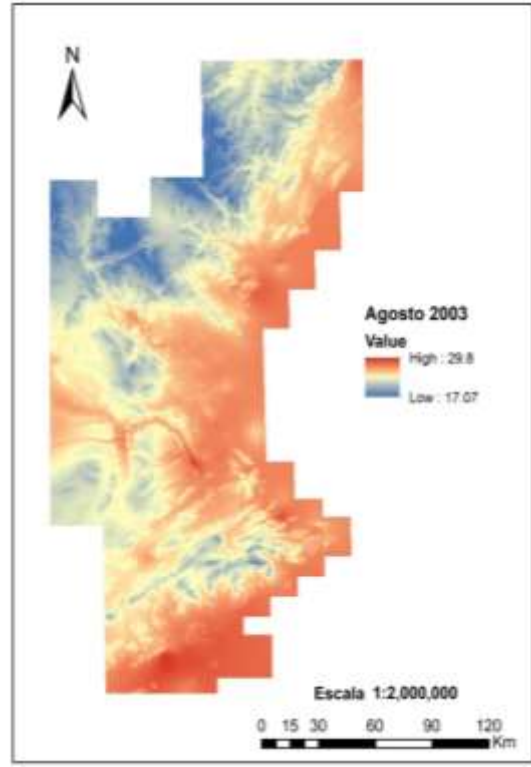 N
Agosto 2003
Value
High : 29.8
Low : 17.07
Escala 1:2,000,000
0 15 30 60 90 120
Km